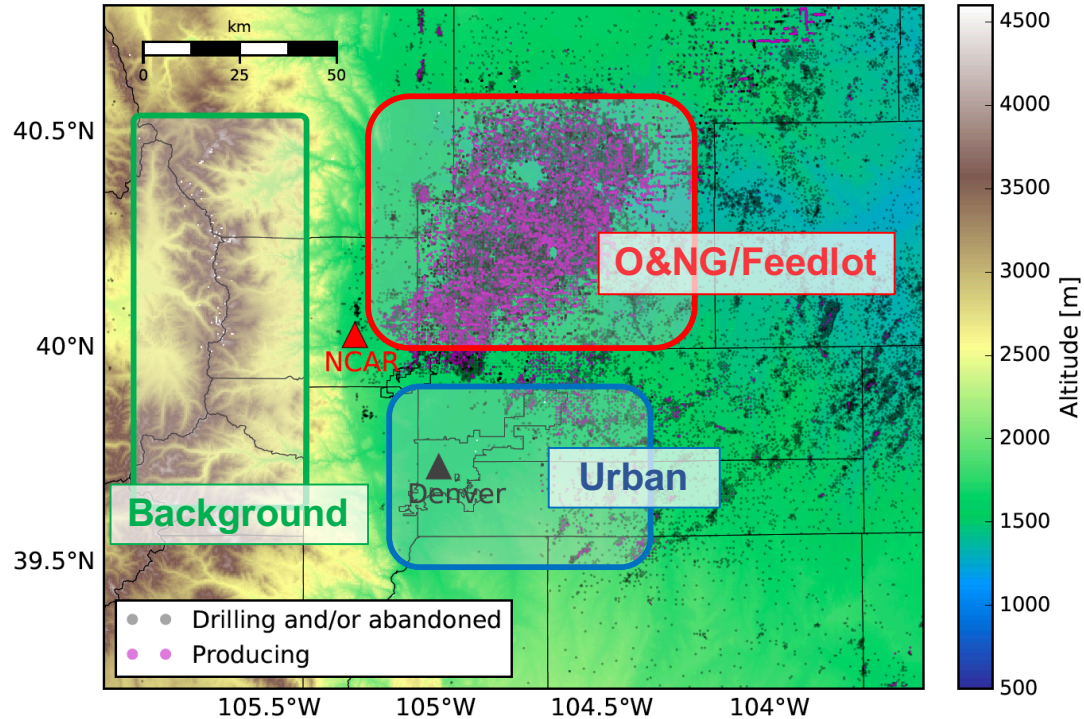 km
0 25 50
40.5°N
40°N
39.5°N
105.5°W 105°W 104.5°W 104°W
O&NG/Feedlot
NCAR
Urban
Denver
Background
Drilling and/or abandoned
Producing
4500
4000
3500
3000
2500
2000
1500
1000
500
Altitude [m]